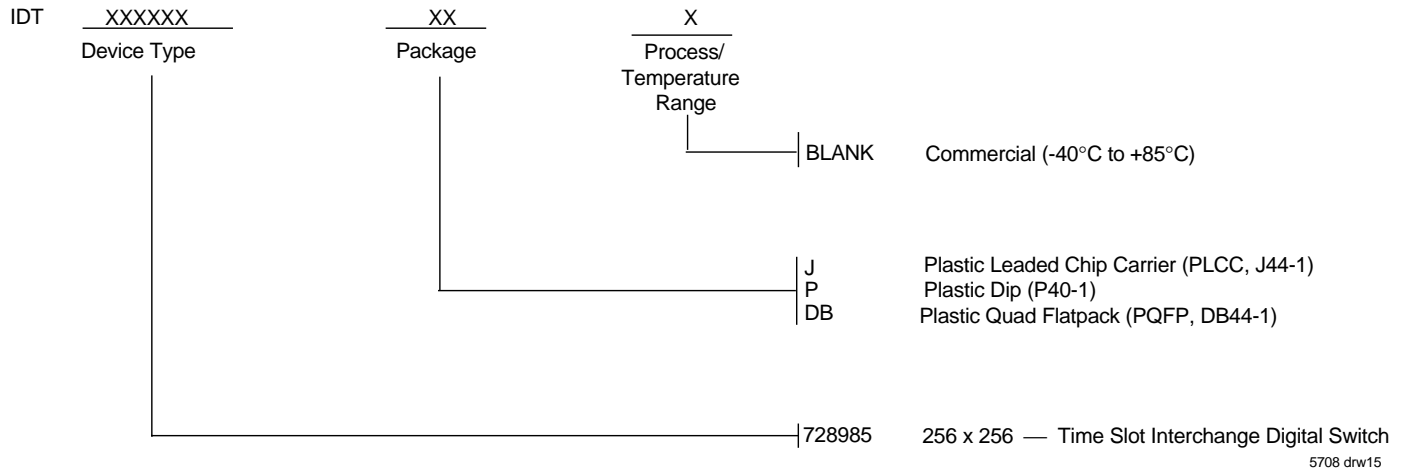 IDT XXXXXX XX X
Device Type Package Process/
Temperature
Range
BLANK Commercial (-40°C to +85°C)
J Plastic Leaded Chip Carrier (PLCC, J44-1)
P Plastic Dip (P40-1)
DB Plastic Quad Flatpack (PQFP, DB44-1)
728985 256 x 256 — Time Slot Interchange Digital Switch
5708 drw15